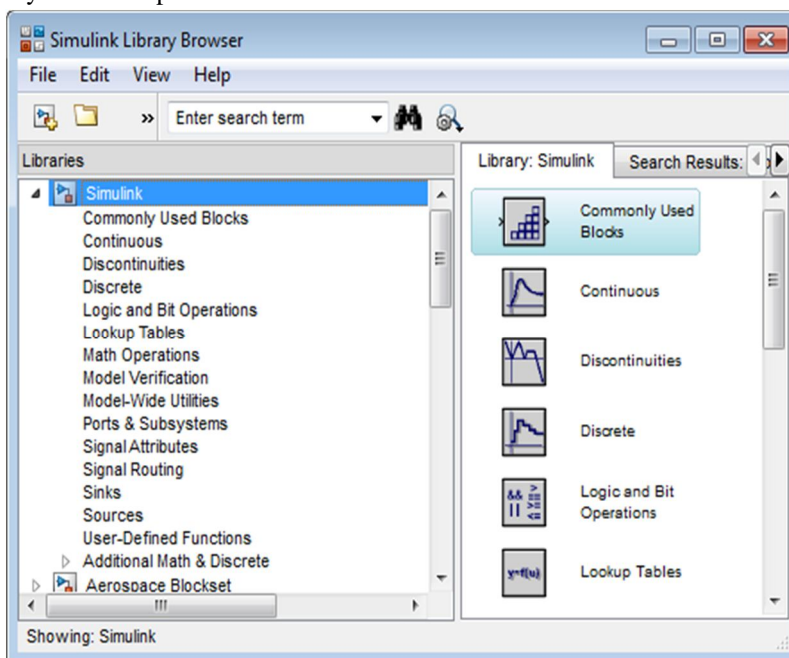 Simulink Library Browser
File Edit View Help
» Enter search term
Libraries
Simulink
Commonly Used Blocks
Continuous
Discontinuities
Discrete
Logic and Bit Operations
Lookup Tables
Math Operations
Model Verification
Model-Wide Utilities
Ports & Subsystems
Signal Attributes
Signal Routing
Sinks
Sources
User-Defined Functions
Additional Math & Discrete
Aerospace Blockset
Library: Simulink Search Results:
Commonly Used
Blocks
Continuous
Discontinuities
Discrete
&& > >= || <=
Logic and Bit
Operations
y=f(u)
Lookup Tables
Showing: Simulink